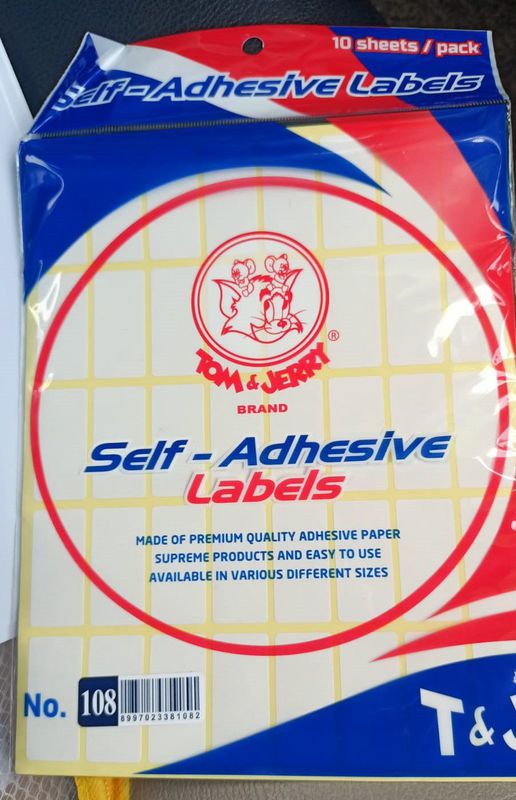 10 sheets / pack
Self - Adhesive Labels
TOM & JERRY
®
BRAND
Self - Adhesive
Labels
MADE OF PREMIUM QUALITY ADHESIVE PAPER
SUPREME PRODUCTS AND EASY TO USE
AVAILABLE IN VARIOUS DIFFERENT SIZES
No. 108
8997023381082
T & J